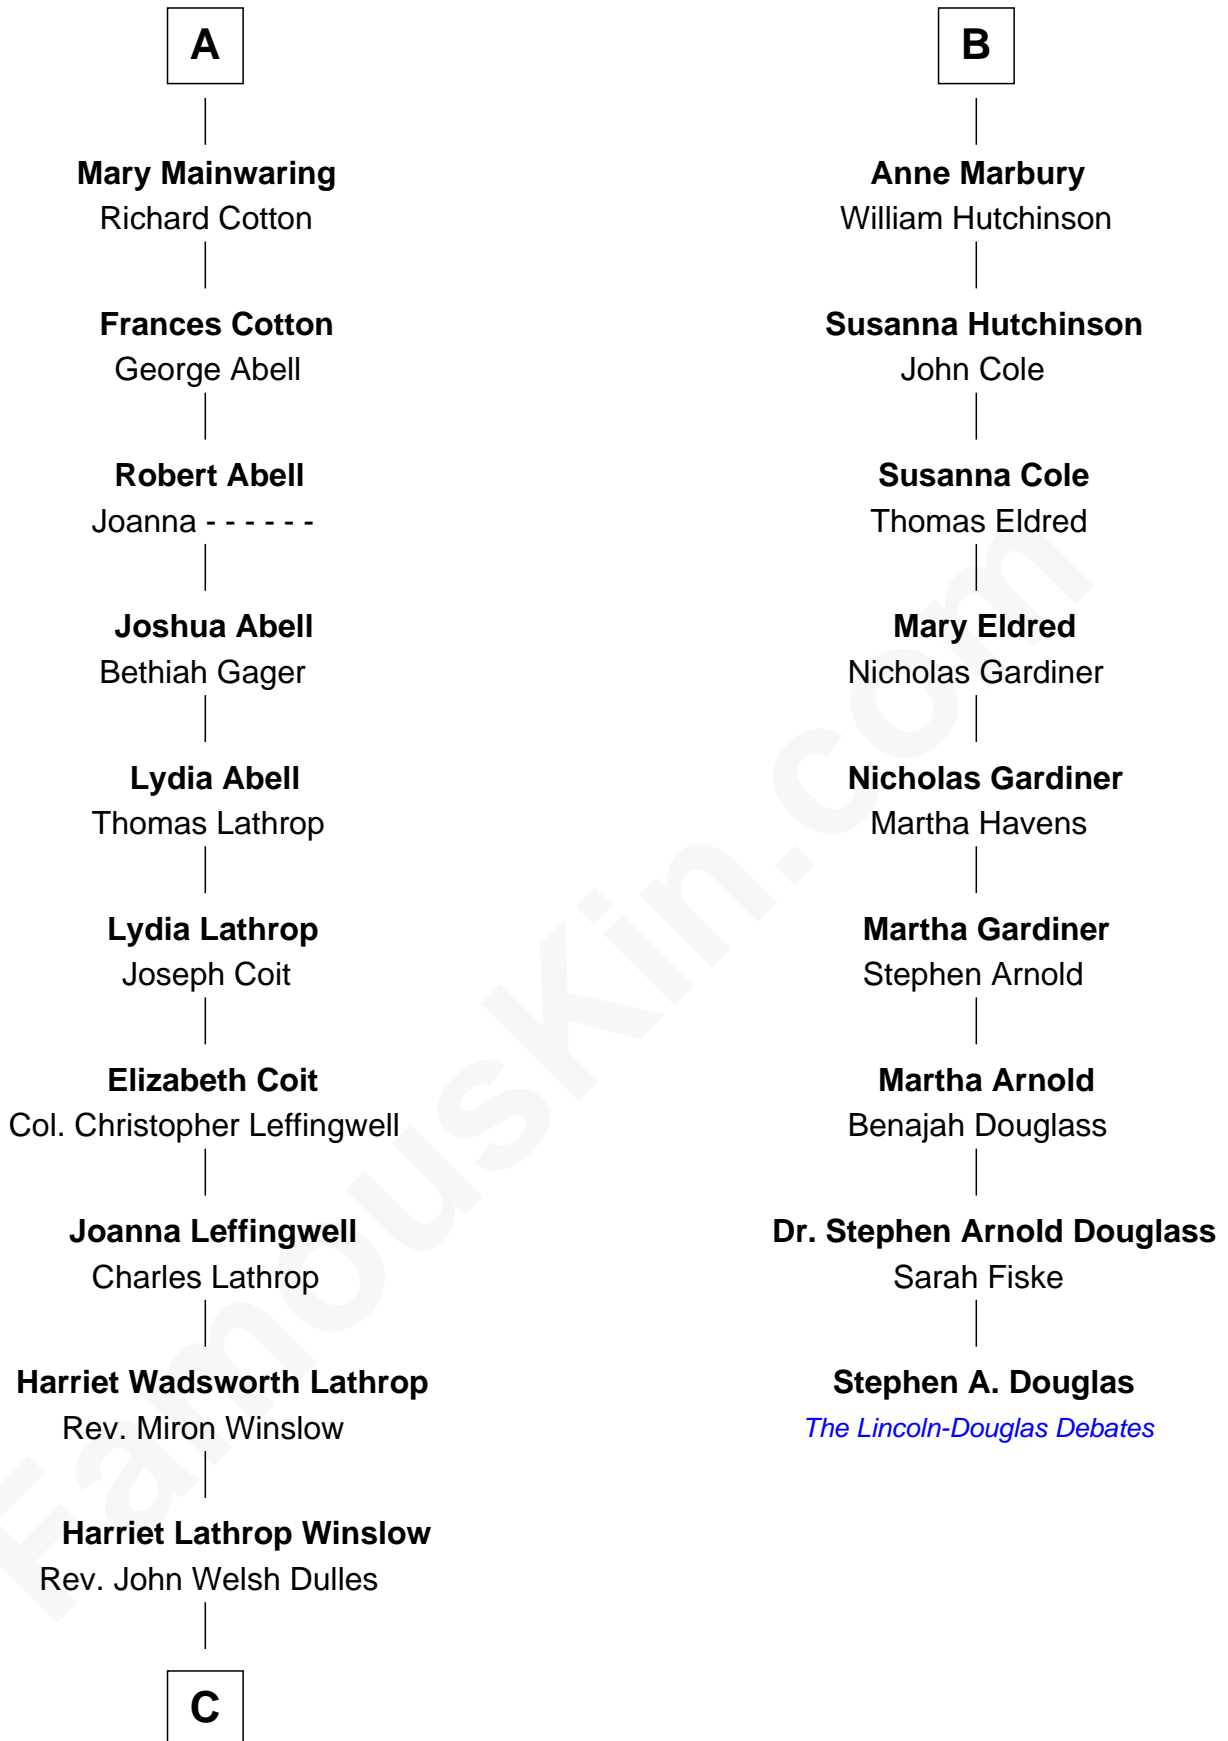 A
Mary Mainwaring
Richard Cotton
Frances Cotton
George Abell
Robert Abell
Joanna - - - - - -
Joshua Abell
Bethiah Gager
Lydia Abell
Thomas Lathrop
Lydia Lathrop
Joseph Coit
Elizabeth Coit
Col. Christopher Leffingwell
Joanna Leffingwell
Charles Lathrop
Harriet Wadsworth Lathrop
Rev. Miron Winslow
Harriet Lathrop Winslow
Rev. John Welsh Dulles
C
B
Anne Marbury
William Hutchinson
Susanna Hutchinson
John Cole
Susanna Cole
Thomas Eldred
Mary Eldred
Nicholas Gardiner
Nicholas Gardiner
Martha Havens
Martha Gardiner
Stephen Arnold
Martha Arnold
Benajah Douglass
Dr. Stephen Arnold Douglass
Sarah Fiske
Stephen A. Douglas
The Lincoln-Douglas Debates
FamousKin.com